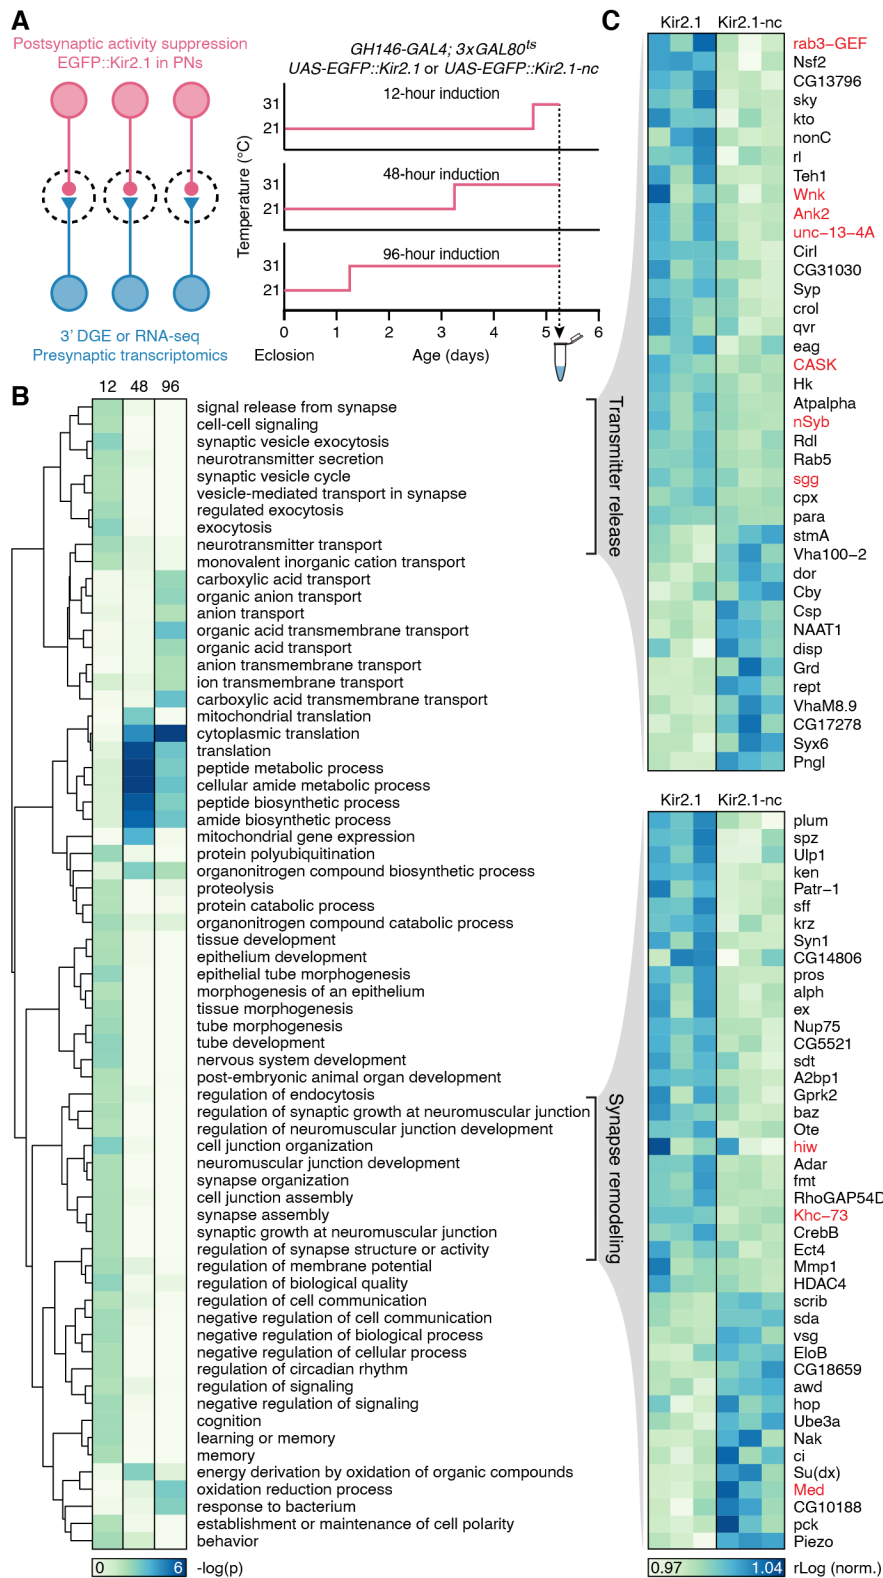 A
Postsynaptic activity suppression
EGFP::Kir2.1 in PNs
3' DGE or RNA-seq
Presynaptic transcriptomics
GH146-GAL4; 3xGAL80ts
UAS-EGFP::Kir2.1 or UAS-EGFP::Kir2.1-nc
12-hour induction
31
21
48-hour induction
31
21
96-hour induction
31
21
Temperature (°C)
0 1 2 3 4 5 6
Eclosion
Age (days)
B
12 48 96
signal release from synapse
cell-cell signaling
synaptic vesicle exocytosis
neurotransmitter secretion
synaptic vesicle cycle
vesicle-mediated transport in synapse
regulated exocytosis
exocytosis
neurotransmitter transport
monovalent inorganic cation transport
carboxylic acid transport
organic anion transport
anion transport
organic acid transmembrane transport
organic acid transport
anion transmembrane transport
ion transmembrane transport
carboxylic acid transmembrane transport
mitochondrial translation
cytoplasmic translation
translation
peptide metabolic process
cellular amide metabolic process
peptide biosynthetic process
amide biosynthetic process
mitochondrial gene expression
protein polyubiquitination
organonitrogen compound biosynthetic process
proteolysis
protein catabolic process
organonitrogen compound catabolic process
tissue development
epithelium development
epithelial tube morphogenesis
morphogenesis of an epithelium
tissue morphogenesis
tube morphogenesis
tube development
nervous system development
post-embryonic animal organ development
regulation of endocytosis
regulation of synaptic growth at neuromuscular junction
regulation of neuromuscular junction development
cell junction organization
neuromuscular junction development
synapse organization
cell junction assembly
synapse assembly
synaptic growth at neuromuscular junction
regulation of synapse structure or activity
regulation of membrane potential
regulation of biological quality
regulation of cell communication
negative regulation of cell communication
negative regulation of biological process
negative regulation of cellular process
regulation of circadian rhythm
regulation of signaling
negative regulation of signaling
cognition
learning or memory
memory
energy derivation by oxidation of organic compounds
oxidation reduction process
response to bacterium
establishment or maintenance of cell polarity
behavior
0 6 -log(p)
Transmitter release
Synapse remodeling
C
Kir2.1 Kir2.1-nc
rab3-GEF
Nsf2
CG13796
sky
kto
nonC
rl
Teh1
Wnk
Ank2
unc-13-4A
Cirl
CG31030
Syp
crol
qvr
eag
CASK
Hk
Atpalpha
nSyb
Rdl
Rab5
sgg
cpx
para
stmA
Vha100-2
dor
Cby
Csp
NAAT1
disp
Grd
rept
VhaM8.9
CG17278
Syx6
Pngl
Kir2.1 Kir2.1-nc
plum
spz
Ulp1
ken
Patr-1
sff
krz
Syn1
CG14806
pros
alph
ex
Nup75
CG5521
sdt
A2bp1
Gprk2
baz
Ote
hiw
Adar
fmt
RhoGAP54D
Khc-73
CrebB
Ect4
Mmp1
HDAC4
scrib
sda
vsg
EloB
CG18659
awd
hop
Ube3a
Nak
ci
Su(dx)
Med
CG10188
pck
Piezo
0.97 1.04 rLog (norm.)